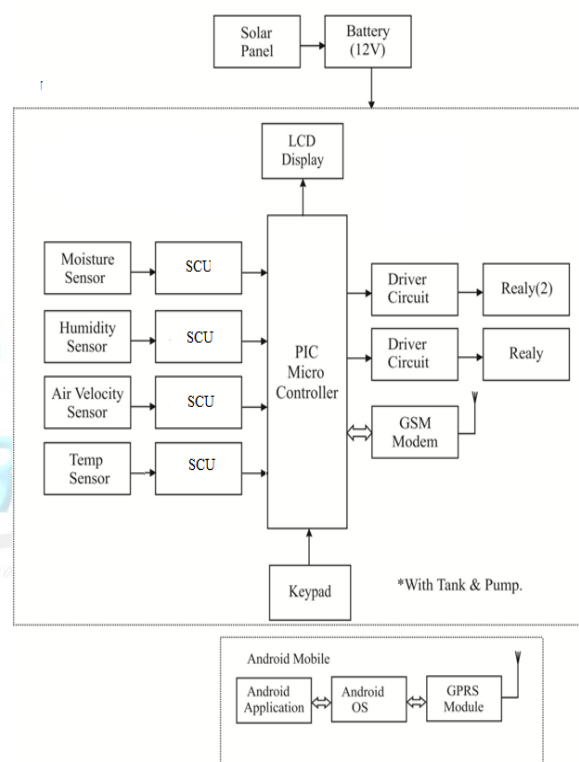 Solar
Panel
Battery
(12V)
LCD
Display
Moisture
Sensor
SCU
Humidity
Sensor
SCU
Air Velocity
Sensor
SCU
Temp
Sensor
SCU
PIC
Micro
Controller
Driver
Circuit
Realy(2)
Driver
Circuit
Realy
GSM
Modem
Keypad
*With Tank & Pump.
Android Mobile
Android
Application
Android
OS
GPRS
Module